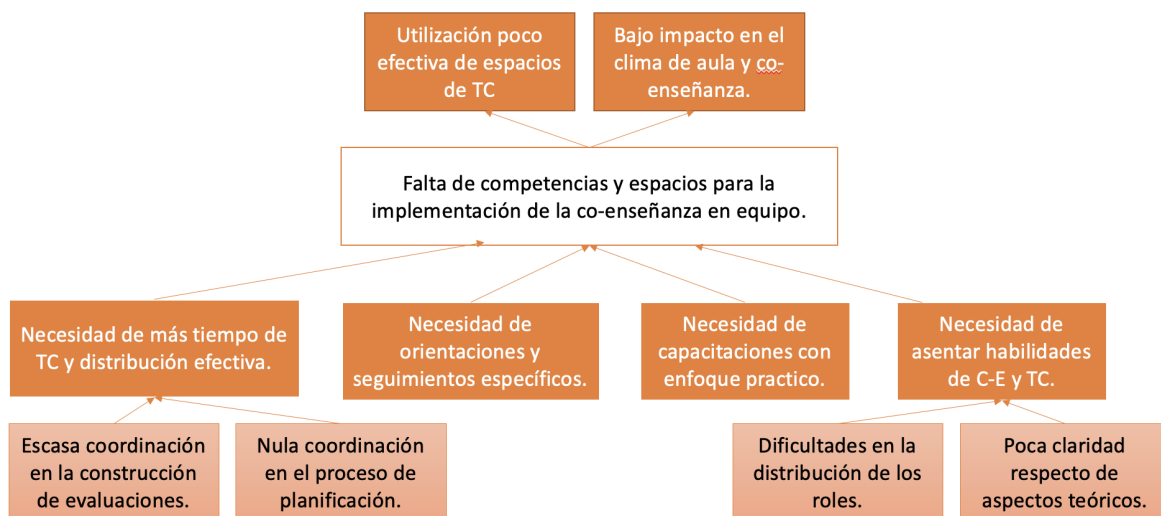 Utilización poco
efectiva de espacios
de TC
Bajo impacto en el
clima de aula y co-
enseñanza.
Falta de competencias y espacios para la
implementación de la co-enseñanza en equipo.
Necesidad de más tiempo de
TC y distribución efectiva.
Necesidad de
orientaciones y
seguimientos específicos.
Necesidad de
capacitaciones con
enfoque practico.
Necesidad de
asentar habilidades
de C-E y TC.
Escasa coordinación
en la construcción
de evaluaciones.
Nula coordinación
en el proceso de
planificación.
Dificultades en la
distribución de los
roles.
Poca claridad
respecto de
aspectos teóricos.